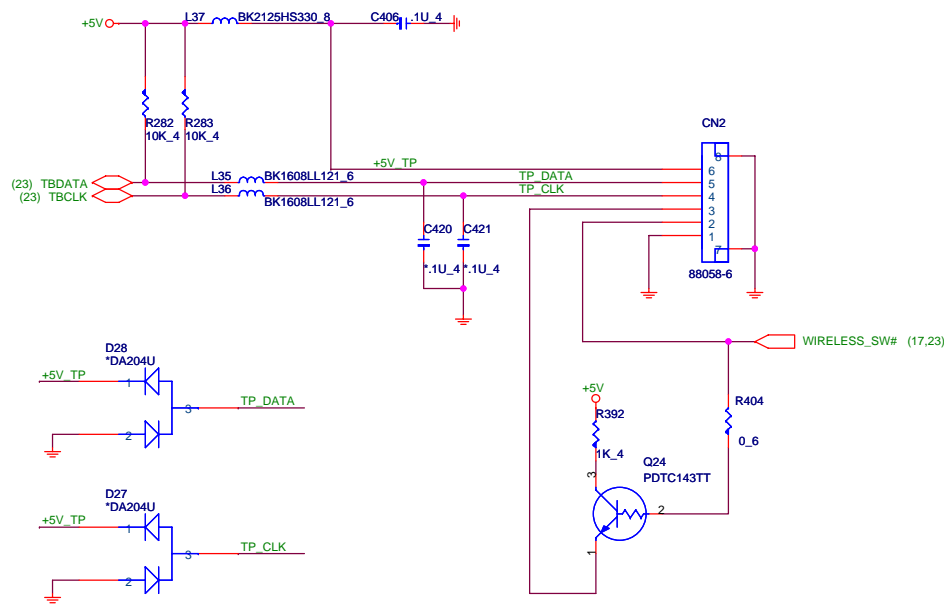 +5V
L37
BK2125HS330_8
C406
.1U_4
R282
10K_4
R283
10K_4
CN2
+5V_TP
(23) TBDATA
L35
BK1608LL121_6
TP_DATA
(23) TBCLK
L36
BK1608LL121_6
TP_CLK
8
6
5
4
3
2
1
7
88058-6
C420
*.1U_4
C421
*.1U_4
WIRELESS_SW# (17,23)
D28
*DA204U
+5V_TP
1
3
TP_DATA
2
+5V
R392
1K_4
R404
0_6
Q24
PDTC143TT
3
2
1
D27
*DA204U
+5V_TP
1
3
TP_CLK
2